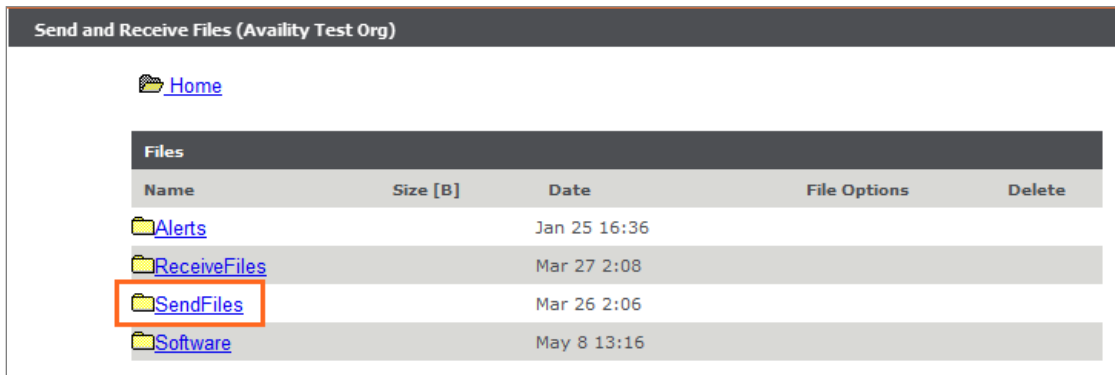 Send and Receive Files (Availity Test Org)
Home
Files
Name Size [B] Date File Options Delete
Alerts Jan 25 16:36
ReceiveFiles Mar 27 2:08
SendFiles Mar 26 2:06
Software May 8 13:16